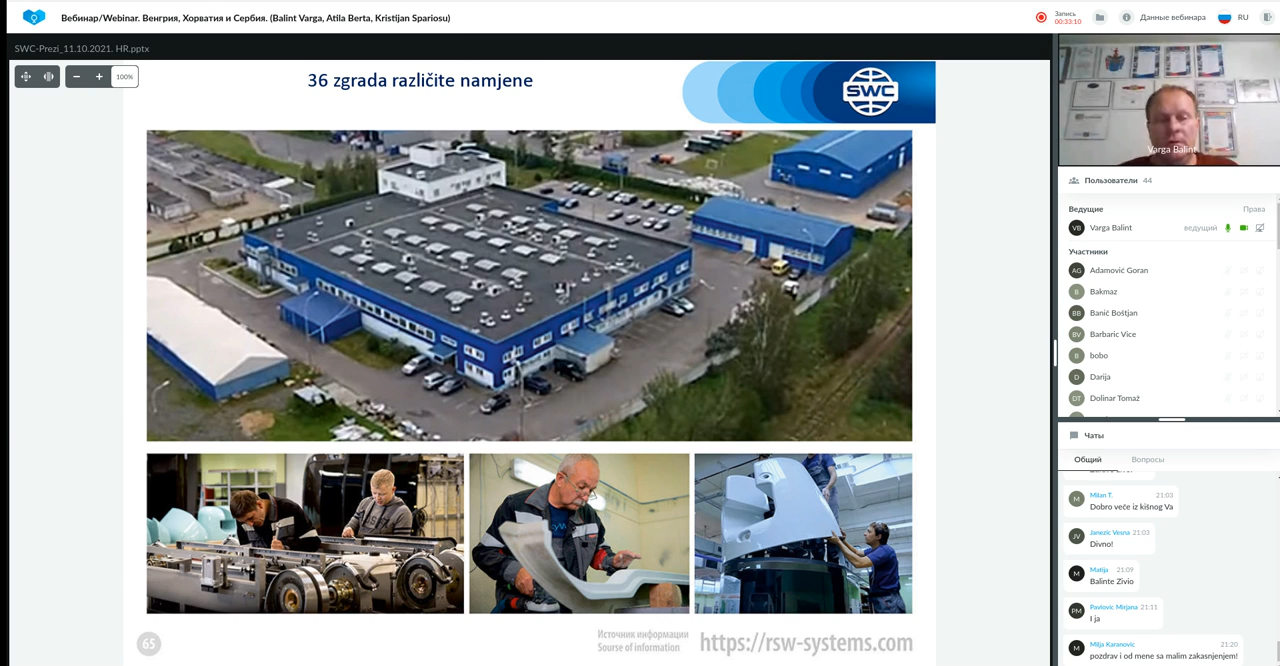 Вебинар/Webinar. Венгрия, Хорватия и Сербия. (Balint Varga, Atila Berta, Kristijan Spariosu)
Запись
00:33:10
Данные вебинара
RU
SWC-Prezi_11.10.2021. HR.pptx
100%
36 zgrada različite namjene
SWC
65
Источник информации
Sourse of information
https://rsw-systems.com
Varga Balint
Пользователи 44
Ведущие Права
VB Varga Balint ведущий
Участники
AG Adamović Goran
B Bakmaz
BB Banić Boštjan
BV Barbaric Vice
B bobo
D Darija
DT Dolinar Tomaž
Чаты
Общий Вопросы
M Milan T. 21:03
Dobro veče iz kišnog Va
JV Janezic Vesna 21:03
Divno!
M Matija 21:09
Balinte Zivio
PM Pavlovic Mirjana 21:11
I ja
M Milja Karanovic 21:20
pozdrav i od mene sa malim zakasnjenjem!